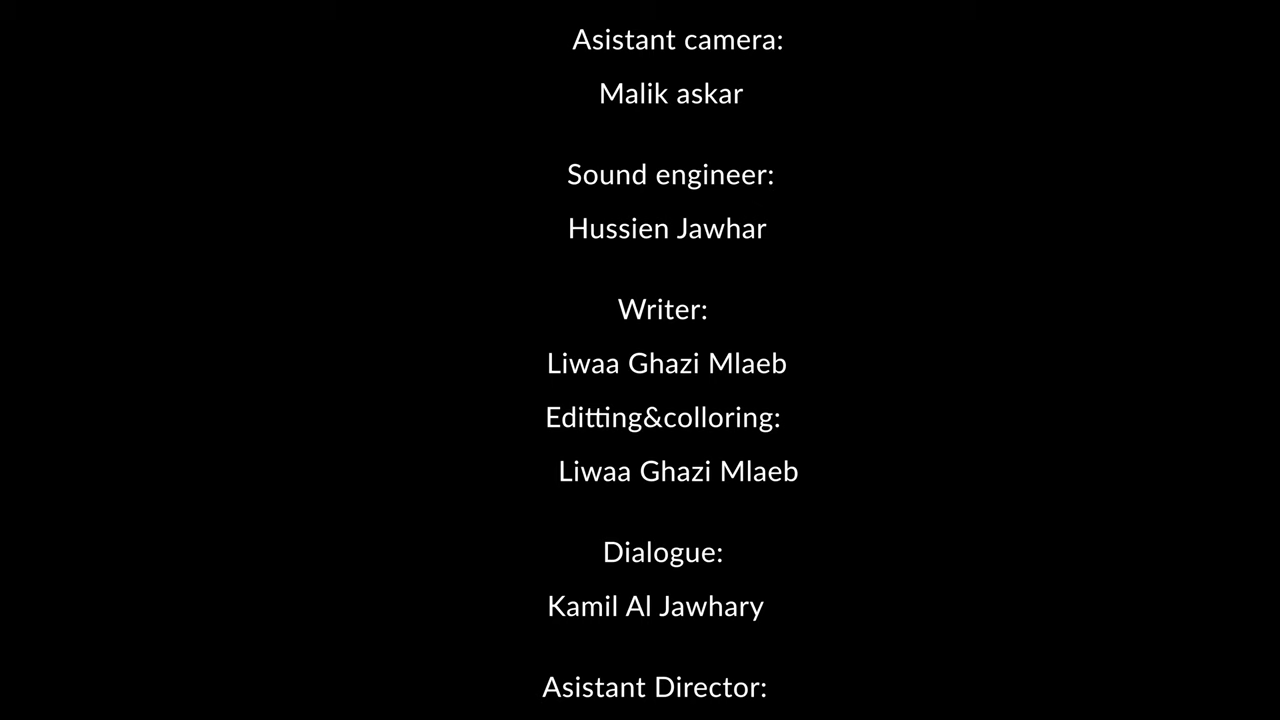 Asistant camera:
Malik askar
Sound engineer:
Hussien Jawhar
Writer:
Liwaa Ghazi Mlaeb
Editting&colloring:
Liwaa Ghazi Mlaeb
Dialogue:
Kamil Al Jawhary
Asistant Director: